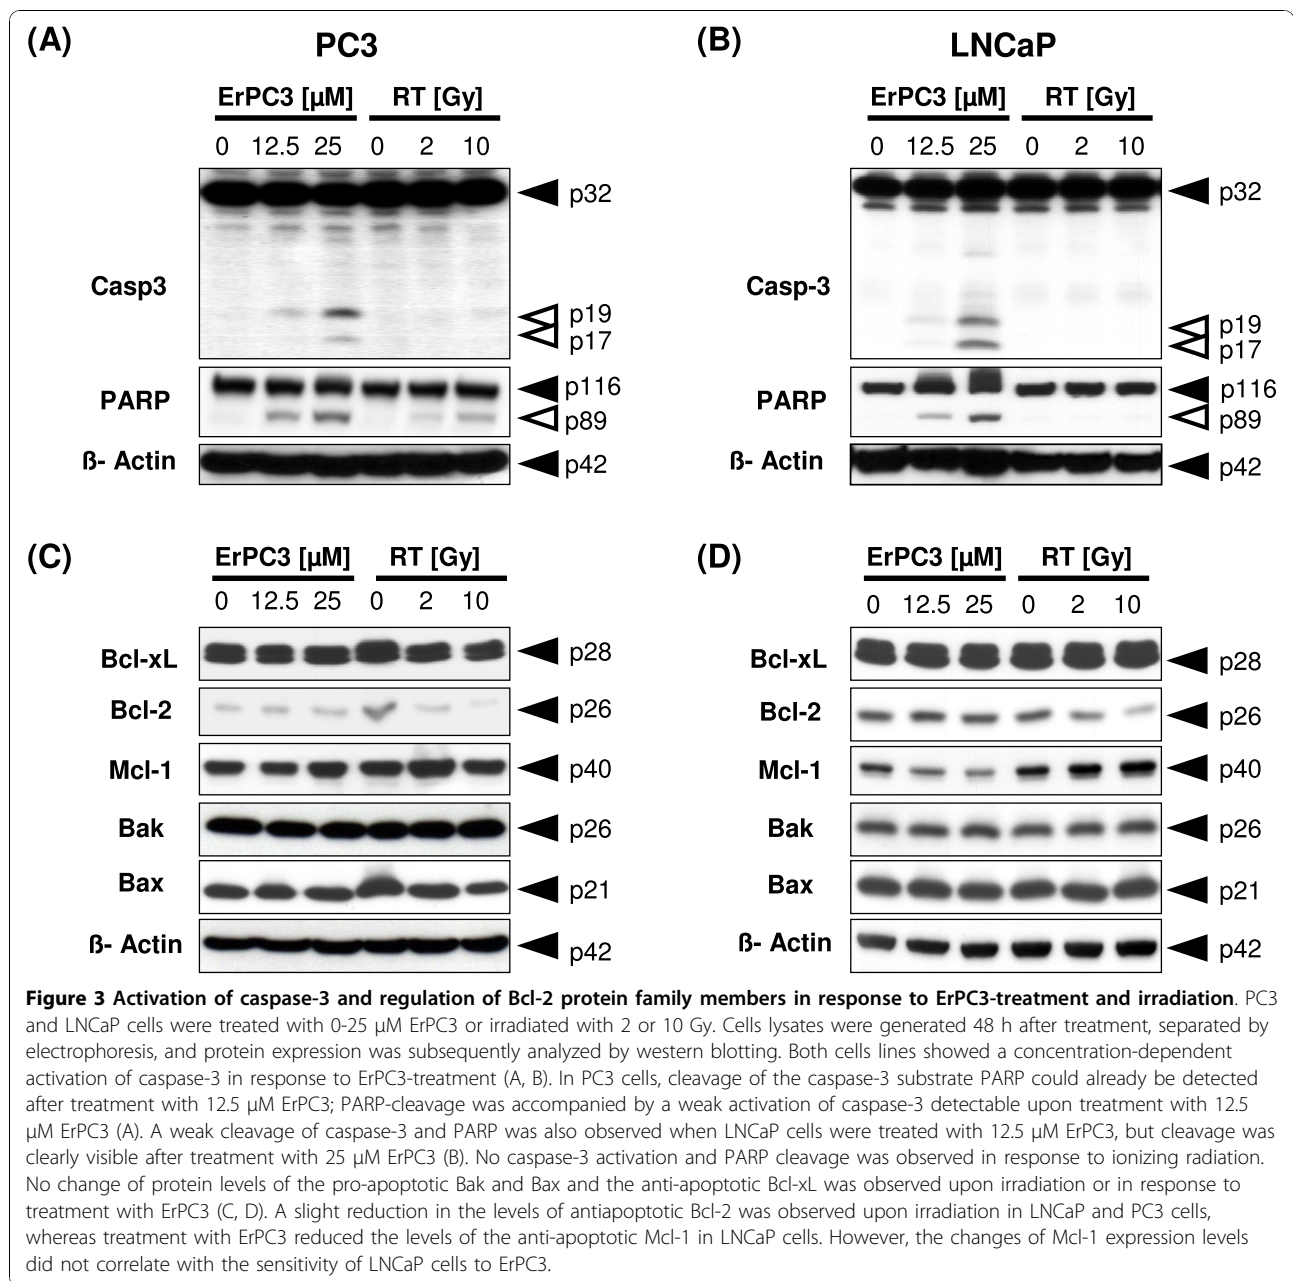 (A) PC3
ErPC3 [µM] RT [Gy]
0 12.5 25 0 2 10
p32
Casp3
p19
p17
PARP
p116
p89
ß- Actin
p42
(B) LNCaP
ErPC3 [µM] RT [Gy]
0 12.5 25 0 2 10
p32
Casp-3
p19
p17
PARP
p116
p89
ß- Actin
p42
(C)
ErPC3 [µM] RT [Gy]
0 12.5 25 0 2 10
Bcl-xL p28
Bcl-2 p26
Mcl-1 p40
Bak p26
Bax p21
ß- Actin p42
(D)
ErPC3 [µM] RT [Gy]
0 12.5 25 0 2 10
Bcl-xL p28
Bcl-2 p26
Mcl-1 p40
Bak p26
Bax p21
ß- Actin p42
Figure 3 Activation of caspase-3 and regulation of Bcl-2 protein family members in response to ErPC3-treatment and irradiation. PC3
and LNCaP cells were treated with 0-25 µM ErPC3 or irradiated with 2 or 10 Gy. Cells lysates were generated 48 h after treatment, separated by
electrophoresis, and protein expression was subsequently analyzed by western blotting. Both cells lines showed a concentration-dependent
activation of caspase-3 in response to ErPC3-treatment (A, B). In PC3 cells, cleavage of the caspase-3 substrate PARP could already be detected
after treatment with 12.5 µM ErPC3; PARP-cleavage was accompanied by a weak activation of caspase-3 detectable upon treatment with 12.5
µM ErPC3 (A). A weak cleavage of caspase-3 and PARP was also observed when LNCaP cells were treated with 12.5 µM ErPC3, but cleavage was
clearly visible after treatment with 25 µM ErPC3 (B). No caspase-3 activation and PARP cleavage was observed in response to ionizing radiation.
No change of protein levels of the pro-apoptotic Bak and Bax and the anti-apoptotic Bcl-xL was observed upon irradiation or in response to
treatment with ErPC3 (C, D). A slight reduction in the levels of antiapoptotic Bcl-2 was observed upon irradiation in LNCaP and PC3 cells,
whereas treatment with ErPC3 reduced the levels of the anti-apoptotic Mcl-1 in LNCaP cells. However, the changes of Mcl-1 expression levels
did not correlate with the sensitivity of LNCaP cells to ErPC3.